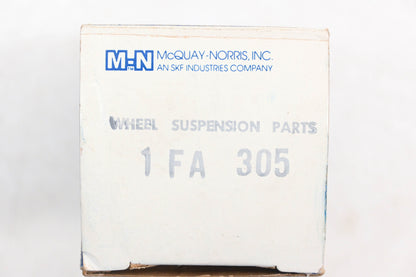 M-N McQUAY-NORRIS, INC.
AN SKF INDUSTRIES COMPANY
WHEEL SUSPENSION PARTS
1 FA 305